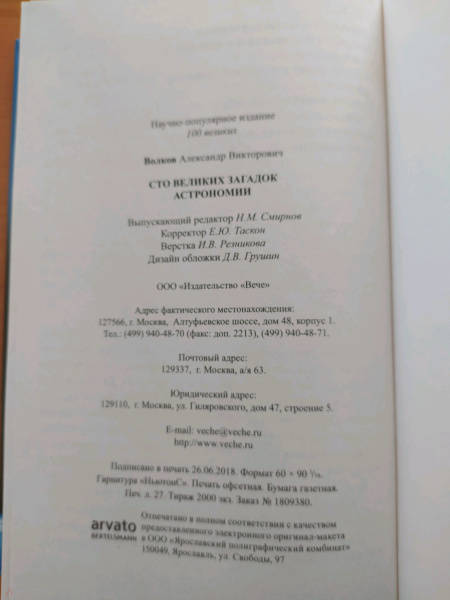 Научно-популярное издание
100 великих
Волков Александр Викторович
СТО ВЕЛИКИХ ЗАГАДОК
АСТРОНОМИИ
Выпускающий редактор Н.М. Смирнов
Корректор Е.Ю. Таскон
Верстка И.В. Резникова
Дизайн обложки Д.В. Грушин
ООО «Издательство «Вече»
Адрес фактического местонахождения:
127566, г. Москва, Алтуфьевское шоссе, дом 48, корпус 1.
Тел.: (499) 940-48-70 (факс: доп. 2213), (499) 940-48-71.
Почтовый адрес:
129337, г. Москва, а/я 63.
Юридический адрес:
129110, г. Москва, ул. Гиляровского, дом 47, строение 5.
E-mail: veche@veche.ru
http://www.veche.ru
Подписано в печать 26.06.2018. Формат 60 × 90 1/16.
Гарнитура «НьютонС». Печать офсетная. Бумага газетная.
Печ. л. 27. Тираж 2000 экз. Заказ № 1809380.
arvato
BERTELSMANN
Отпечатано в полном соответствии с качеством
предоставленного электронного оригинал-макета
в ООО «Ярославский полиграфический комбинат»
150049, Ярославль, ул. Свободы, 97